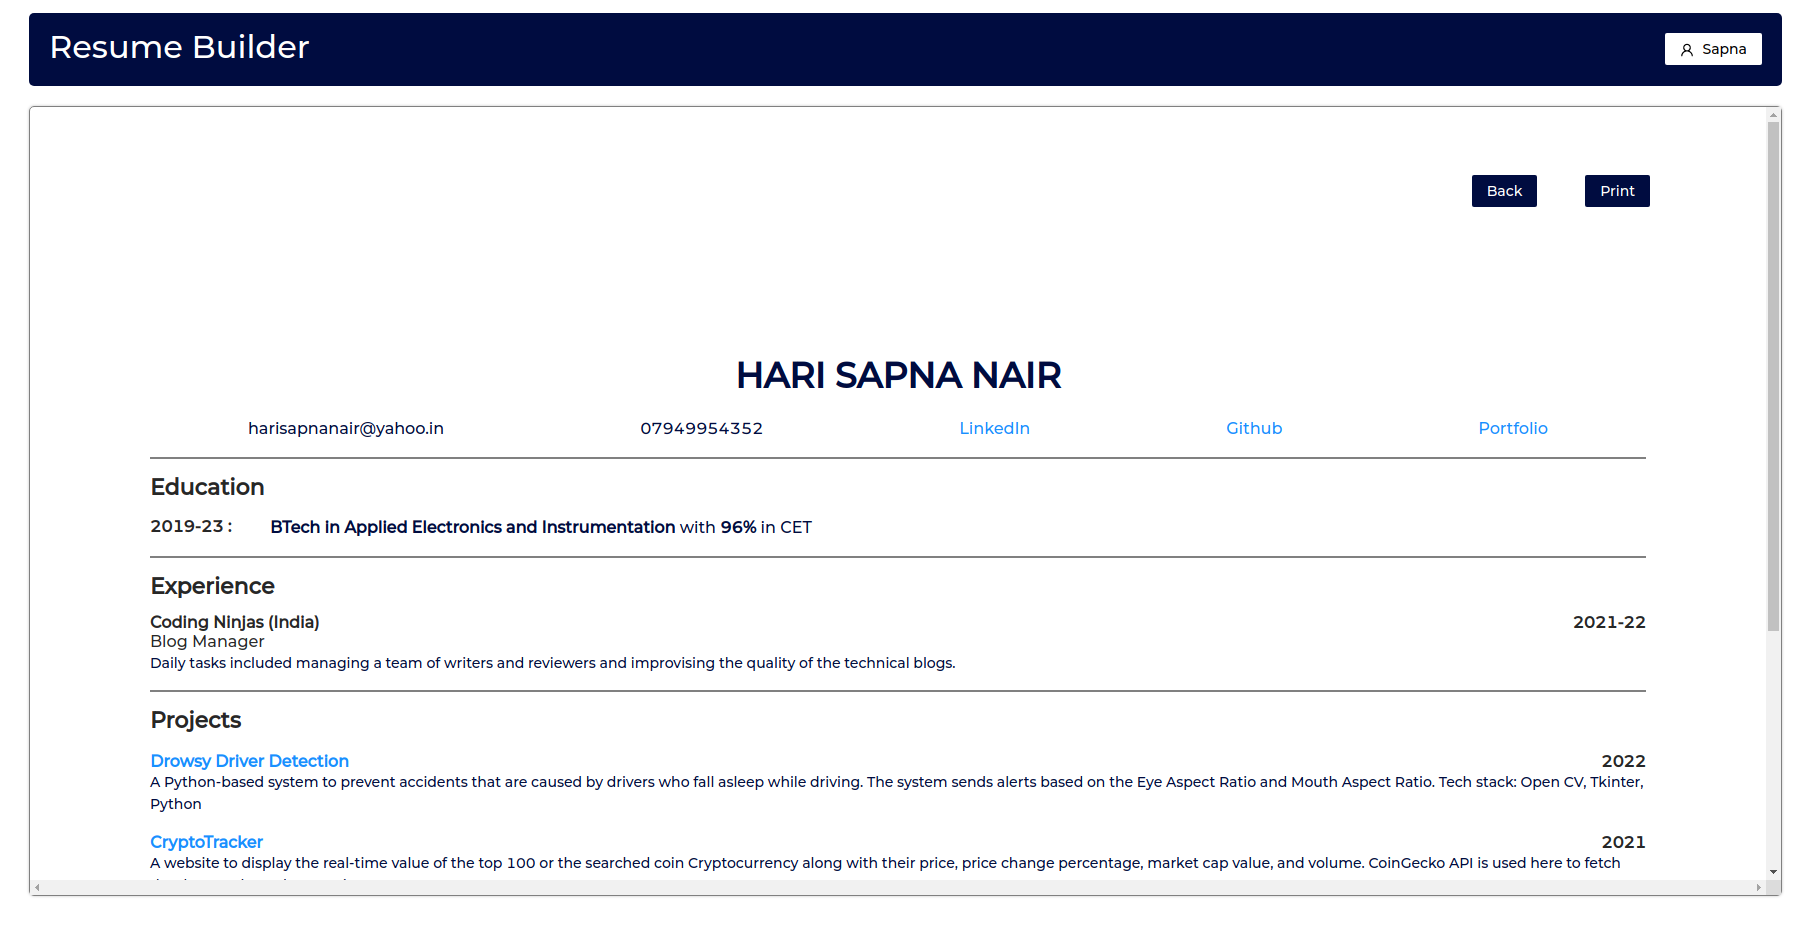 Resume Builder
Sapna
Back
Print
HARI SAPNA NAIR
harisapnanair@yahoo.in 07949954352 LinkedIn Github Portfolio
Education
2019-23 : BTech in Applied Electronics and Instrumentation with 96% in CET
Experience
Coding Ninjas (India) 2021-22
Blog Manager
Daily tasks included managing a team of writers and reviewers and improvising the quality of the technical blogs.
Projects
Drowsy Driver Detection 2022
A Python-based system to prevent accidents that are caused by drivers who fall asleep while driving. The system sends alerts based on the Eye Aspect Ratio and Mouth Aspect Ratio. Tech stack: Open CV, Tkinter,
Python
CryptoTracker 2021
A website to display the real-time value of the top 100 or the searched coin Cryptocurrency along with their price, price change percentage, market cap value, and volume. CoinGecko API is used here to fetch